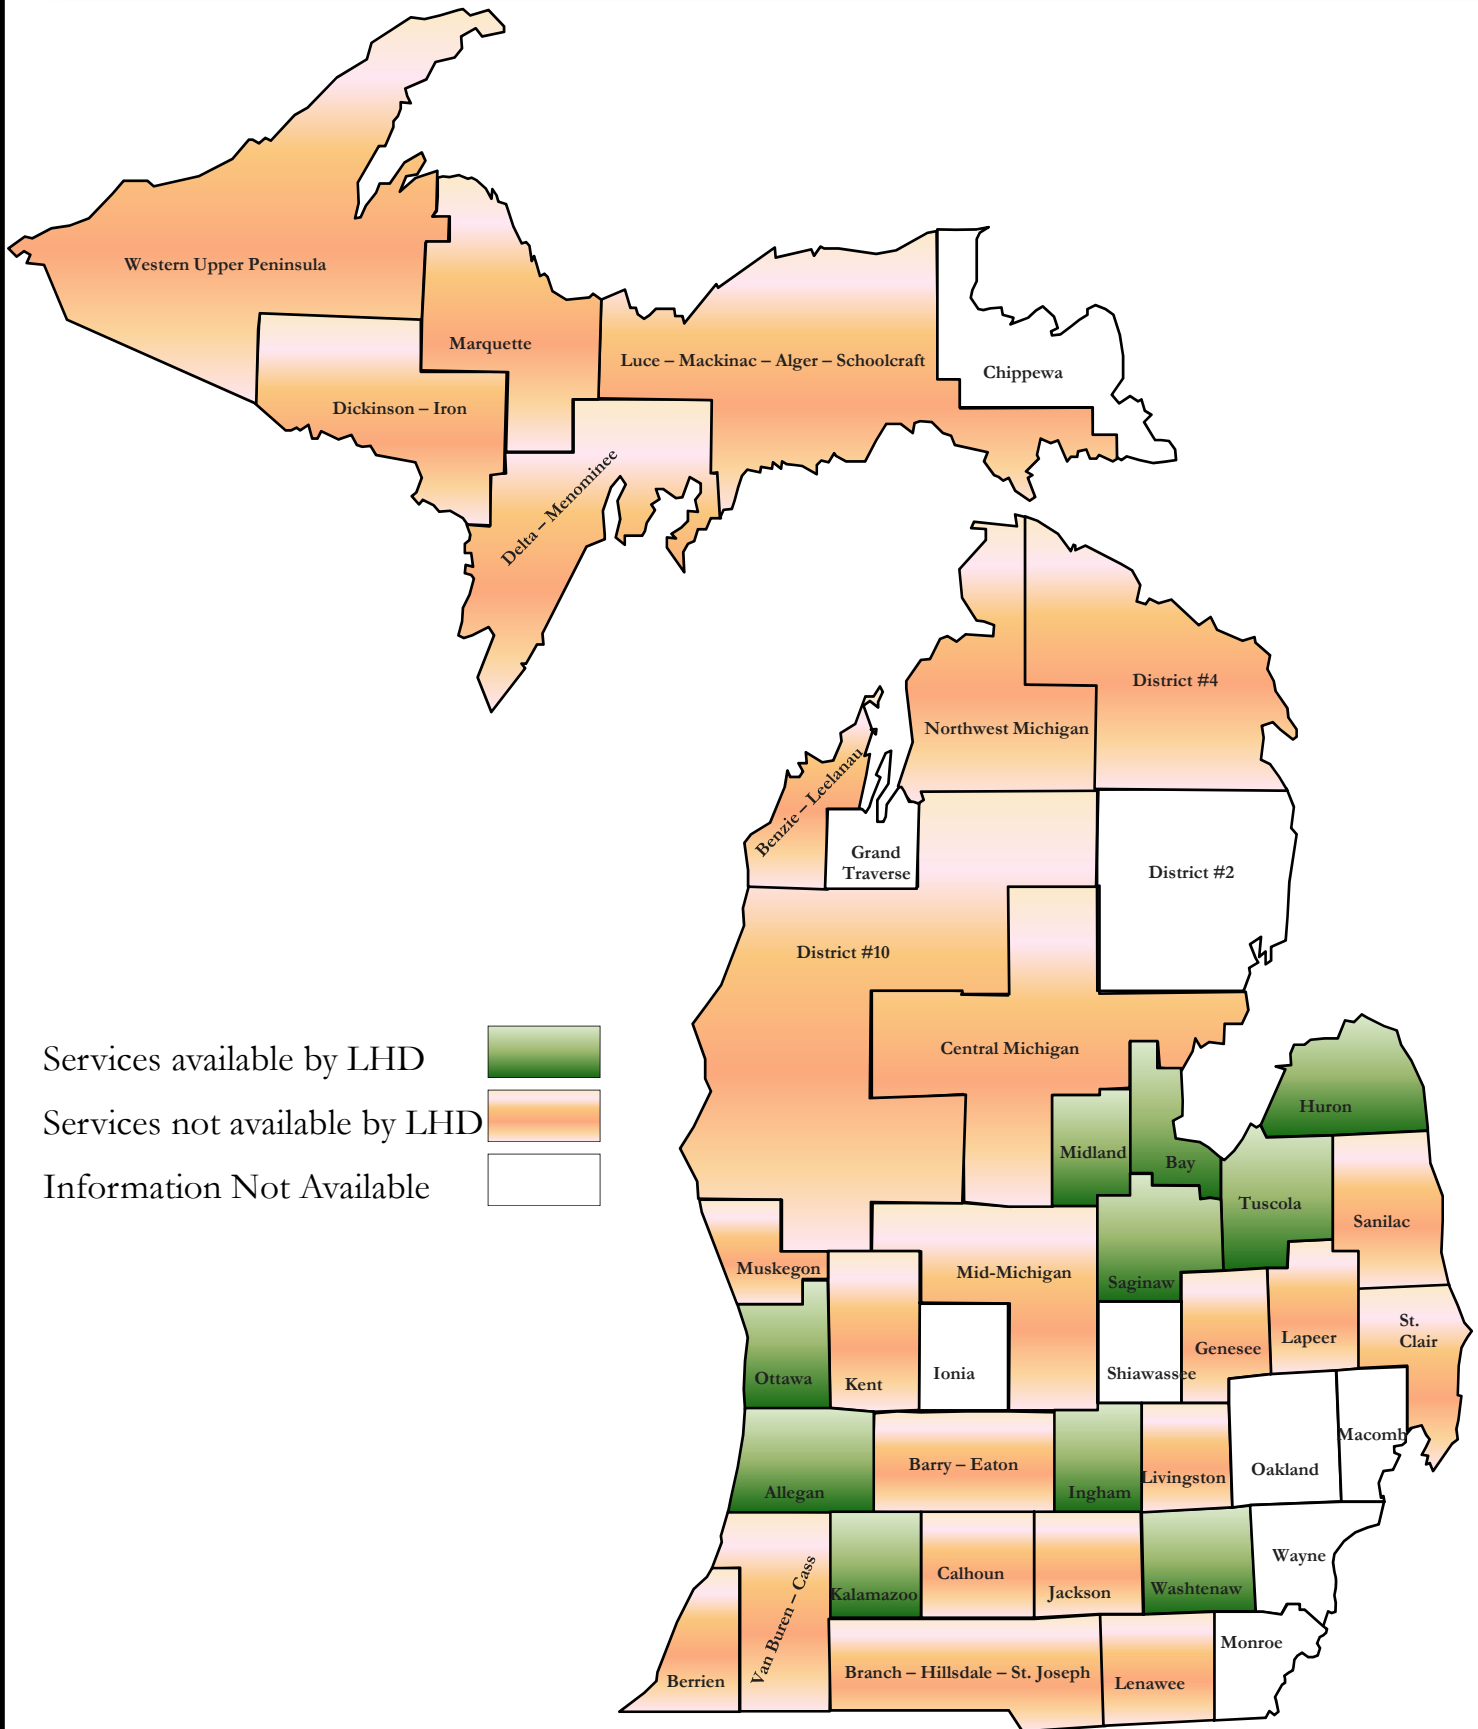 Western Upper Peninsula
Marquette
Luce – Mackinac – Alger – Schoolcraft
Chippewa
Dickinson – Iron
Delta – Menominee
District #4
Northwest Michigan
Benzie – Leelanau
Grand
Traverse
District #2
District #10
Central Michigan
Services available by LHD
Services not available by LHD
Information Not Available
Huron
Midland
Bay
Tuscola
Sanilac
Muskegon
Mid-Michigan
Saginaw
St.
Clair
Genesee
Lapeer
Ottawa
Kent
Ionia
Shiawassee
Macomb
Oakland
Barry – Eaton
Livingston
Allegan
Ingham
Wayne
Calhoun
Jackson
Washtenaw
Kalamazoo
Van Buren – Cass
Monroe
Branch – Hillsdale – St. Joseph
Berrien
Lenawee